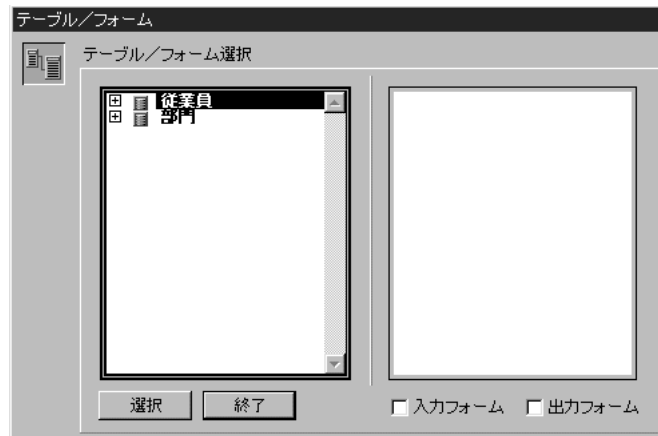 テーブル／フォーム
テーブル／フォーム選択
従業員
部門
選択
終了
入力フォーム
出力フォーム